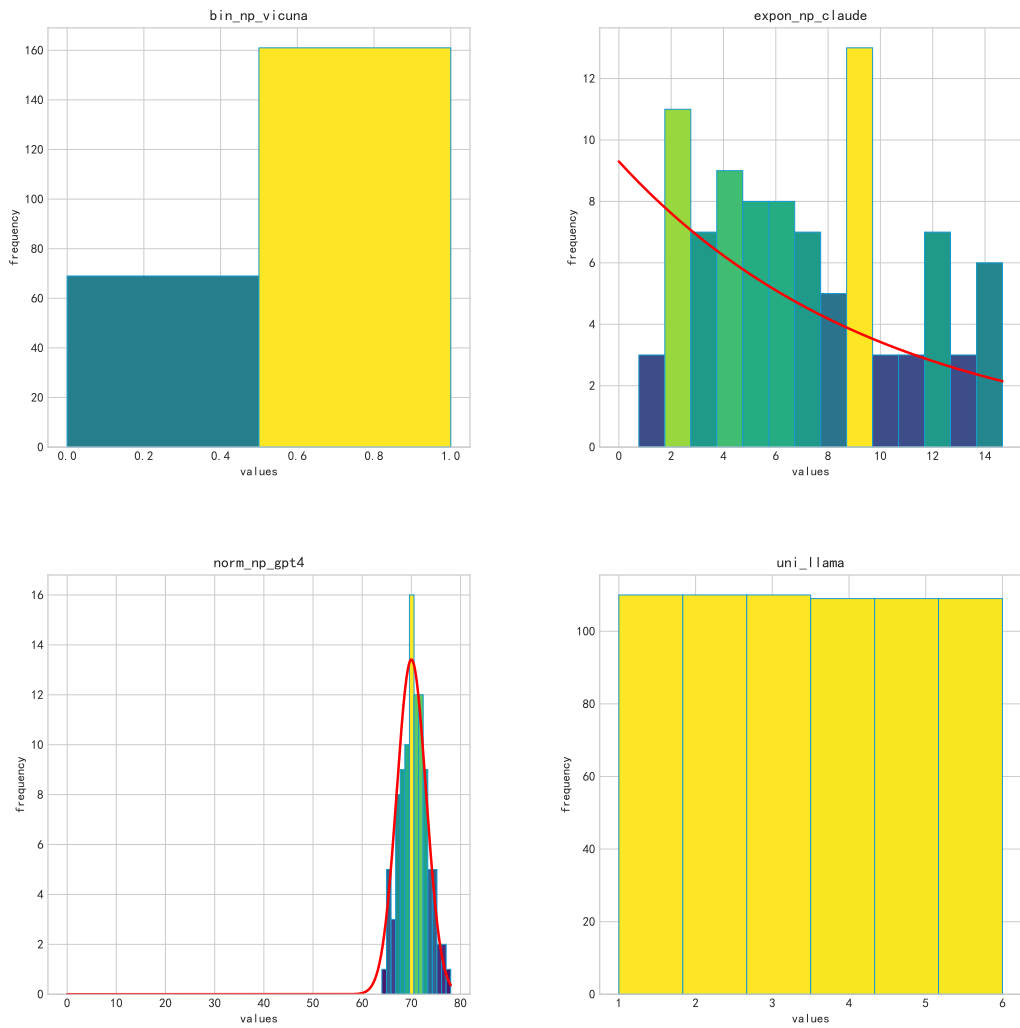 bin_np_vicuna
frequency
160
140
120
100
80
60
40
20
0
0.0 0.2 0.4 0.6 0.8 1.0
values
expon_np_claude
frequency
12
10
8
6
4
2
0
0 2 4 6 8 10 12 14
values
norm_np_gpt4
frequency
16
14
12
10
8
6
4
2
0
0 10 20 30 40 50 60 70 80
values
uni_llama
frequency
100
80
60
40
20
0
1 2 3 4 5 6
values